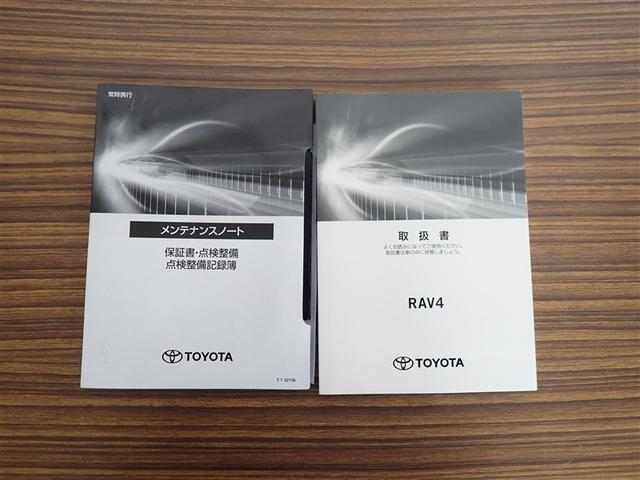 常時携行
メンテナンスノート
保証書・点検整備
点検整備記録簿
TOYOTA
T-1 32106
取扱書
よくお読みになってご使用ください。
取扱書は車の中に保管しましょう。
RAV4
TOYOTA